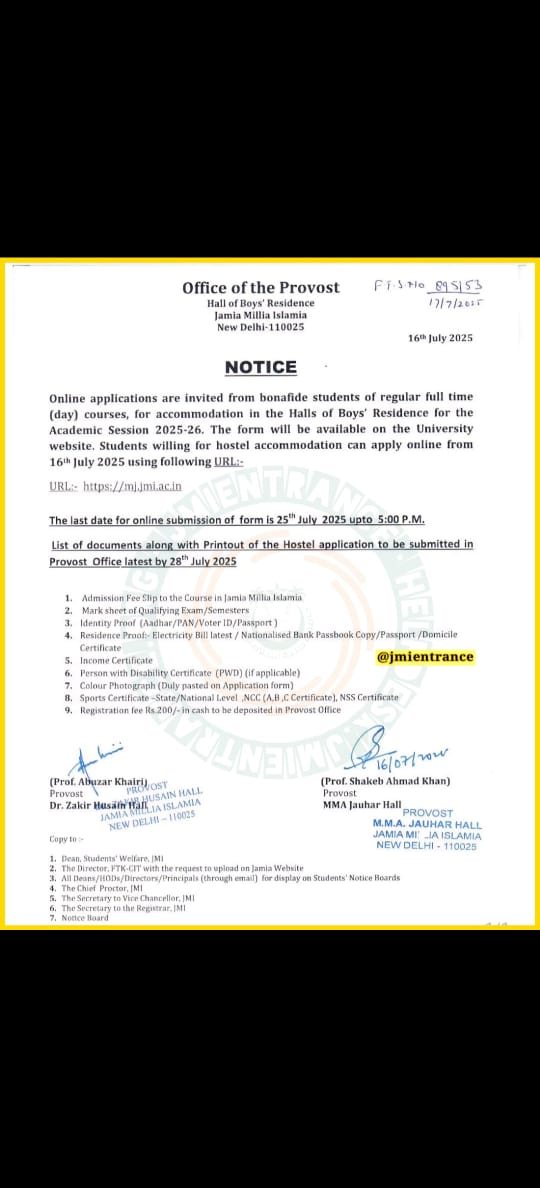 Office of the Provost
Hall of Boys' Residence
Jamia Millia Islamia
New Delhi-110025
F.T.S.No 895153
17/7/2025
16th July 2025
NOTICE
Online applications are invited from bonafide students of regular full time
(day) courses, for accommodation in the Halls of Boys' Residence for the
Academic Session 2025-26. The form will be available on the University
website. Students willing for hostel accommodation can apply online from
16th July 2025 using following URL:-
URL:- https://mj.jmi.ac.in
The last date for online submission of form is 25th July 2025 upto 5:00 P.M.
List of documents along with Printout of the Hostel application to be submitted in
Provost Office latest by 28th July 2025
1. Admission Fee Slip to the Course in Jamia Millia Islamia
2. Mark sheet of Qualifying Exam/Semesters
3. Identity Proof (Aadhar/PAN/Voter ID/Passport )
4. Residence Proof:- Electricity Bill latest / Nationalised Bank Passbook Copy/Passport /Domicile
Certificate
@jmientrance
5. Income Certificate
6. Person with Disability Certificate (PWD) (if applicable)
7. Colour Photograph (Duly pasted on Application form)
8. Sports Certificate –State/National Level ,NCC (A,B ,C Certificate), NSS Certificate
9. Registration fee Rs.200/- in cash to be deposited in Provost Office
16/07/2025
(Prof. Abuzar Khairi)
Provost
Dr. Zakir Husain Hall
PROVOST
HUSAIN HALL
JAMIA MILLIA ISLAMIA
NEW DELHI – 110025
(Prof. Shakeb Ahmad Khan)
Provost
MMA Jauhar Hall
PROVOST
M.M.A. JAUHAR HALL
JAMIA MI IA ISLAMIA
NEW DELHI - 110025
Copy to :-
1. Dean, Students' Welfare, JMI
2. The Director, FTK-CIT with the request to upload on Jamia Website
3. All Deans/HODs/Directors/Principals (through email) for display on Students' Notice Boards
4. The Chief Proctor, JMI
5. The Secretary to Vice Chancellor, JMI
6. The Secretary to the Registrar, JMI
7. Notice Board